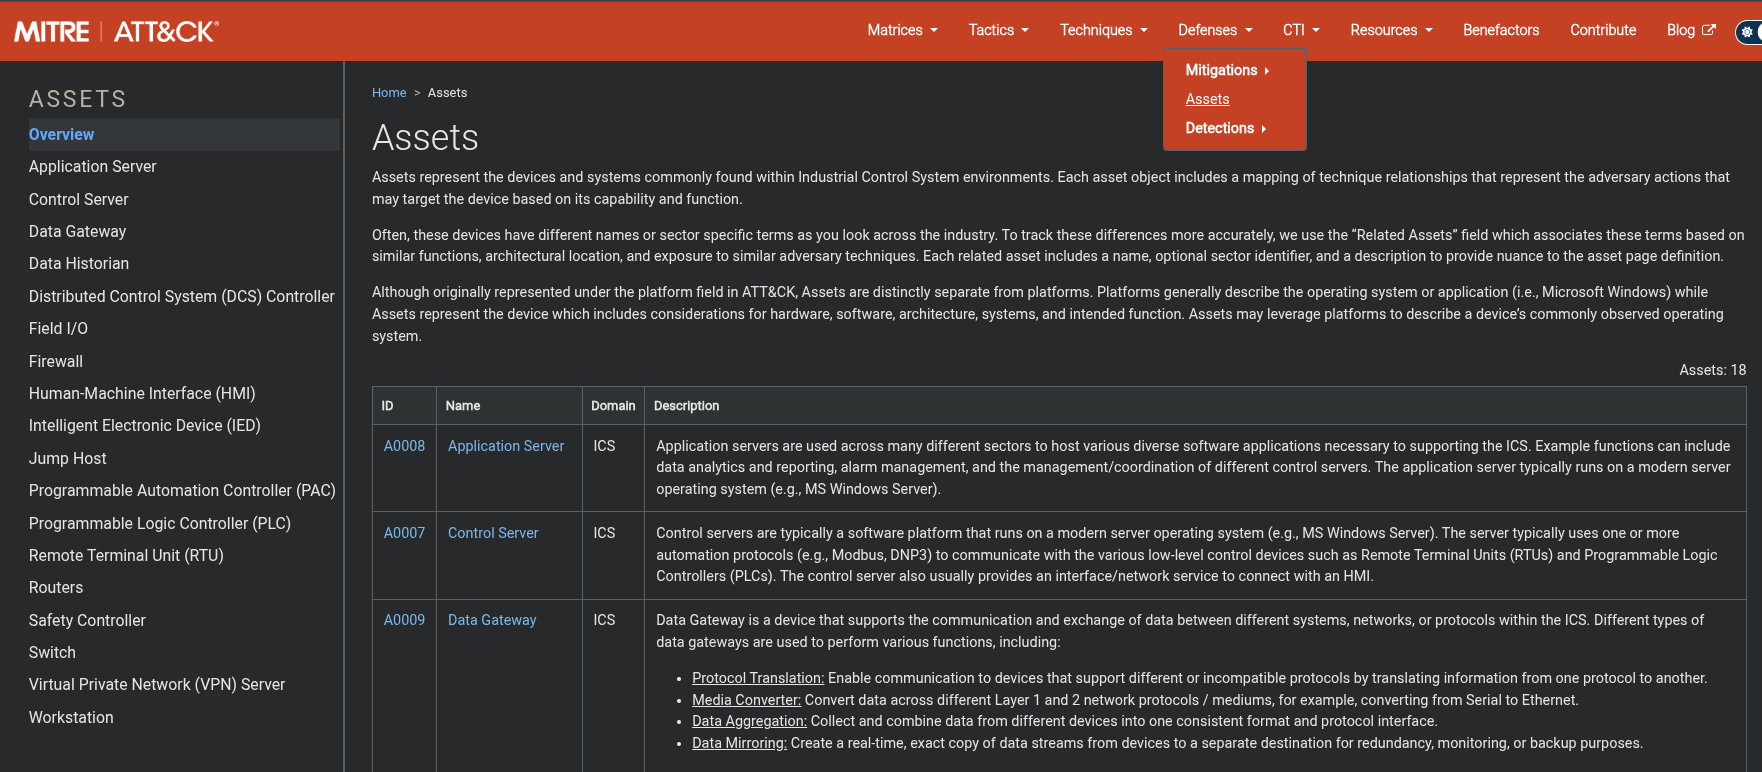 MITRE | ATT&CK®
Matrices Tactics Techniques Defenses CTI Resources Benefactors Contribute Blog
Mitigations
Assets
Detections
ASSETS
Overview
Application Server
Control Server
Data Gateway
Data Historian
Distributed Control System (DCS) Controller
Field I/O
Firewall
Human-Machine Interface (HMI)
Intelligent Electronic Device (IED)
Jump Host
Programmable Automation Controller (PAC)
Programmable Logic Controller (PLC)
Remote Terminal Unit (RTU)
Routers
Safety Controller
Switch
Virtual Private Network (VPN) Server
Workstation
Home > Assets
Assets
Assets represent the devices and systems commonly found within Industrial Control System environments. Each asset object includes a mapping of technique relationships that represent the adversary actions that
may target the device based on its capability and function.
Often, these devices have different names or sector specific terms as you look across the industry. To track these differences more accurately, we use the “Related Assets” field which associates these terms based on
similar functions, architectural location, and exposure to similar adversary techniques. Each related asset includes a name, optional sector identifier, and a description to provide nuance to the asset page definition.
Although originally represented under the platform field in ATT&CK, Assets are distinctly separate from platforms. Platforms generally describe the operating system or application (i.e., Microsoft Windows) while
Assets represent the device which includes considerations for hardware, software, architecture, systems, and intended function. Assets may leverage platforms to describe a device’s commonly observed operating
system.
Assets: 18
ID Name Domain Description
A0008 Application Server ICS Application servers are used across many different sectors to host various diverse software applications necessary to supporting the ICS. Example functions can include
data analytics and reporting, alarm management, and the management/coordination of different control servers. The application server typically runs on a modern server
operating system (e.g., MS Windows Server).
A0007 Control Server ICS Control servers are typically a software platform that runs on a modern server operating system (e.g., MS Windows Server). The server typically uses one or more
automation protocols (e.g., Modbus, DNP3) to communicate with the various low-level control devices such as Remote Terminal Units (RTUs) and Programmable Logic
Controllers (PLCs). The control server also usually provides an interface/network service to connect with an HMI.
A0009 Data Gateway ICS Data Gateway is a device that supports the communication and exchange of data between different systems, networks, or protocols within the ICS. Different types of
data gateways are used to perform various functions, including:
• Protocol Translation: Enable communication to devices that support different or incompatible protocols by translating information from one protocol to another.
• Media Converter: Convert data across different Layer 1 and 2 network protocols / mediums, for example, converting from Serial to Ethernet.
• Data Aggregation: Collect and combine data from different devices into one consistent format and protocol interface.
• Data Mirroring: Create a real-time, exact copy of data streams from devices to a separate destination for redundancy, monitoring, or backup purposes.